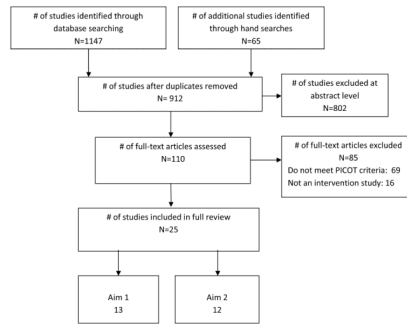 # of studies identified through
database searching
N=1147
# of additional studies identified
through hand searches
N=65
# of studies after duplicates removed
N= 912
# of studies excluded at
abstract level
N=802
# of full-text articles assessed
N=110
# of full-text articles excluded
N=85
Do not meet PICOT criteria: 69
Not an intervention study: 16
# of studies included in full review
N=25
Aim 1
13
Aim 2
12